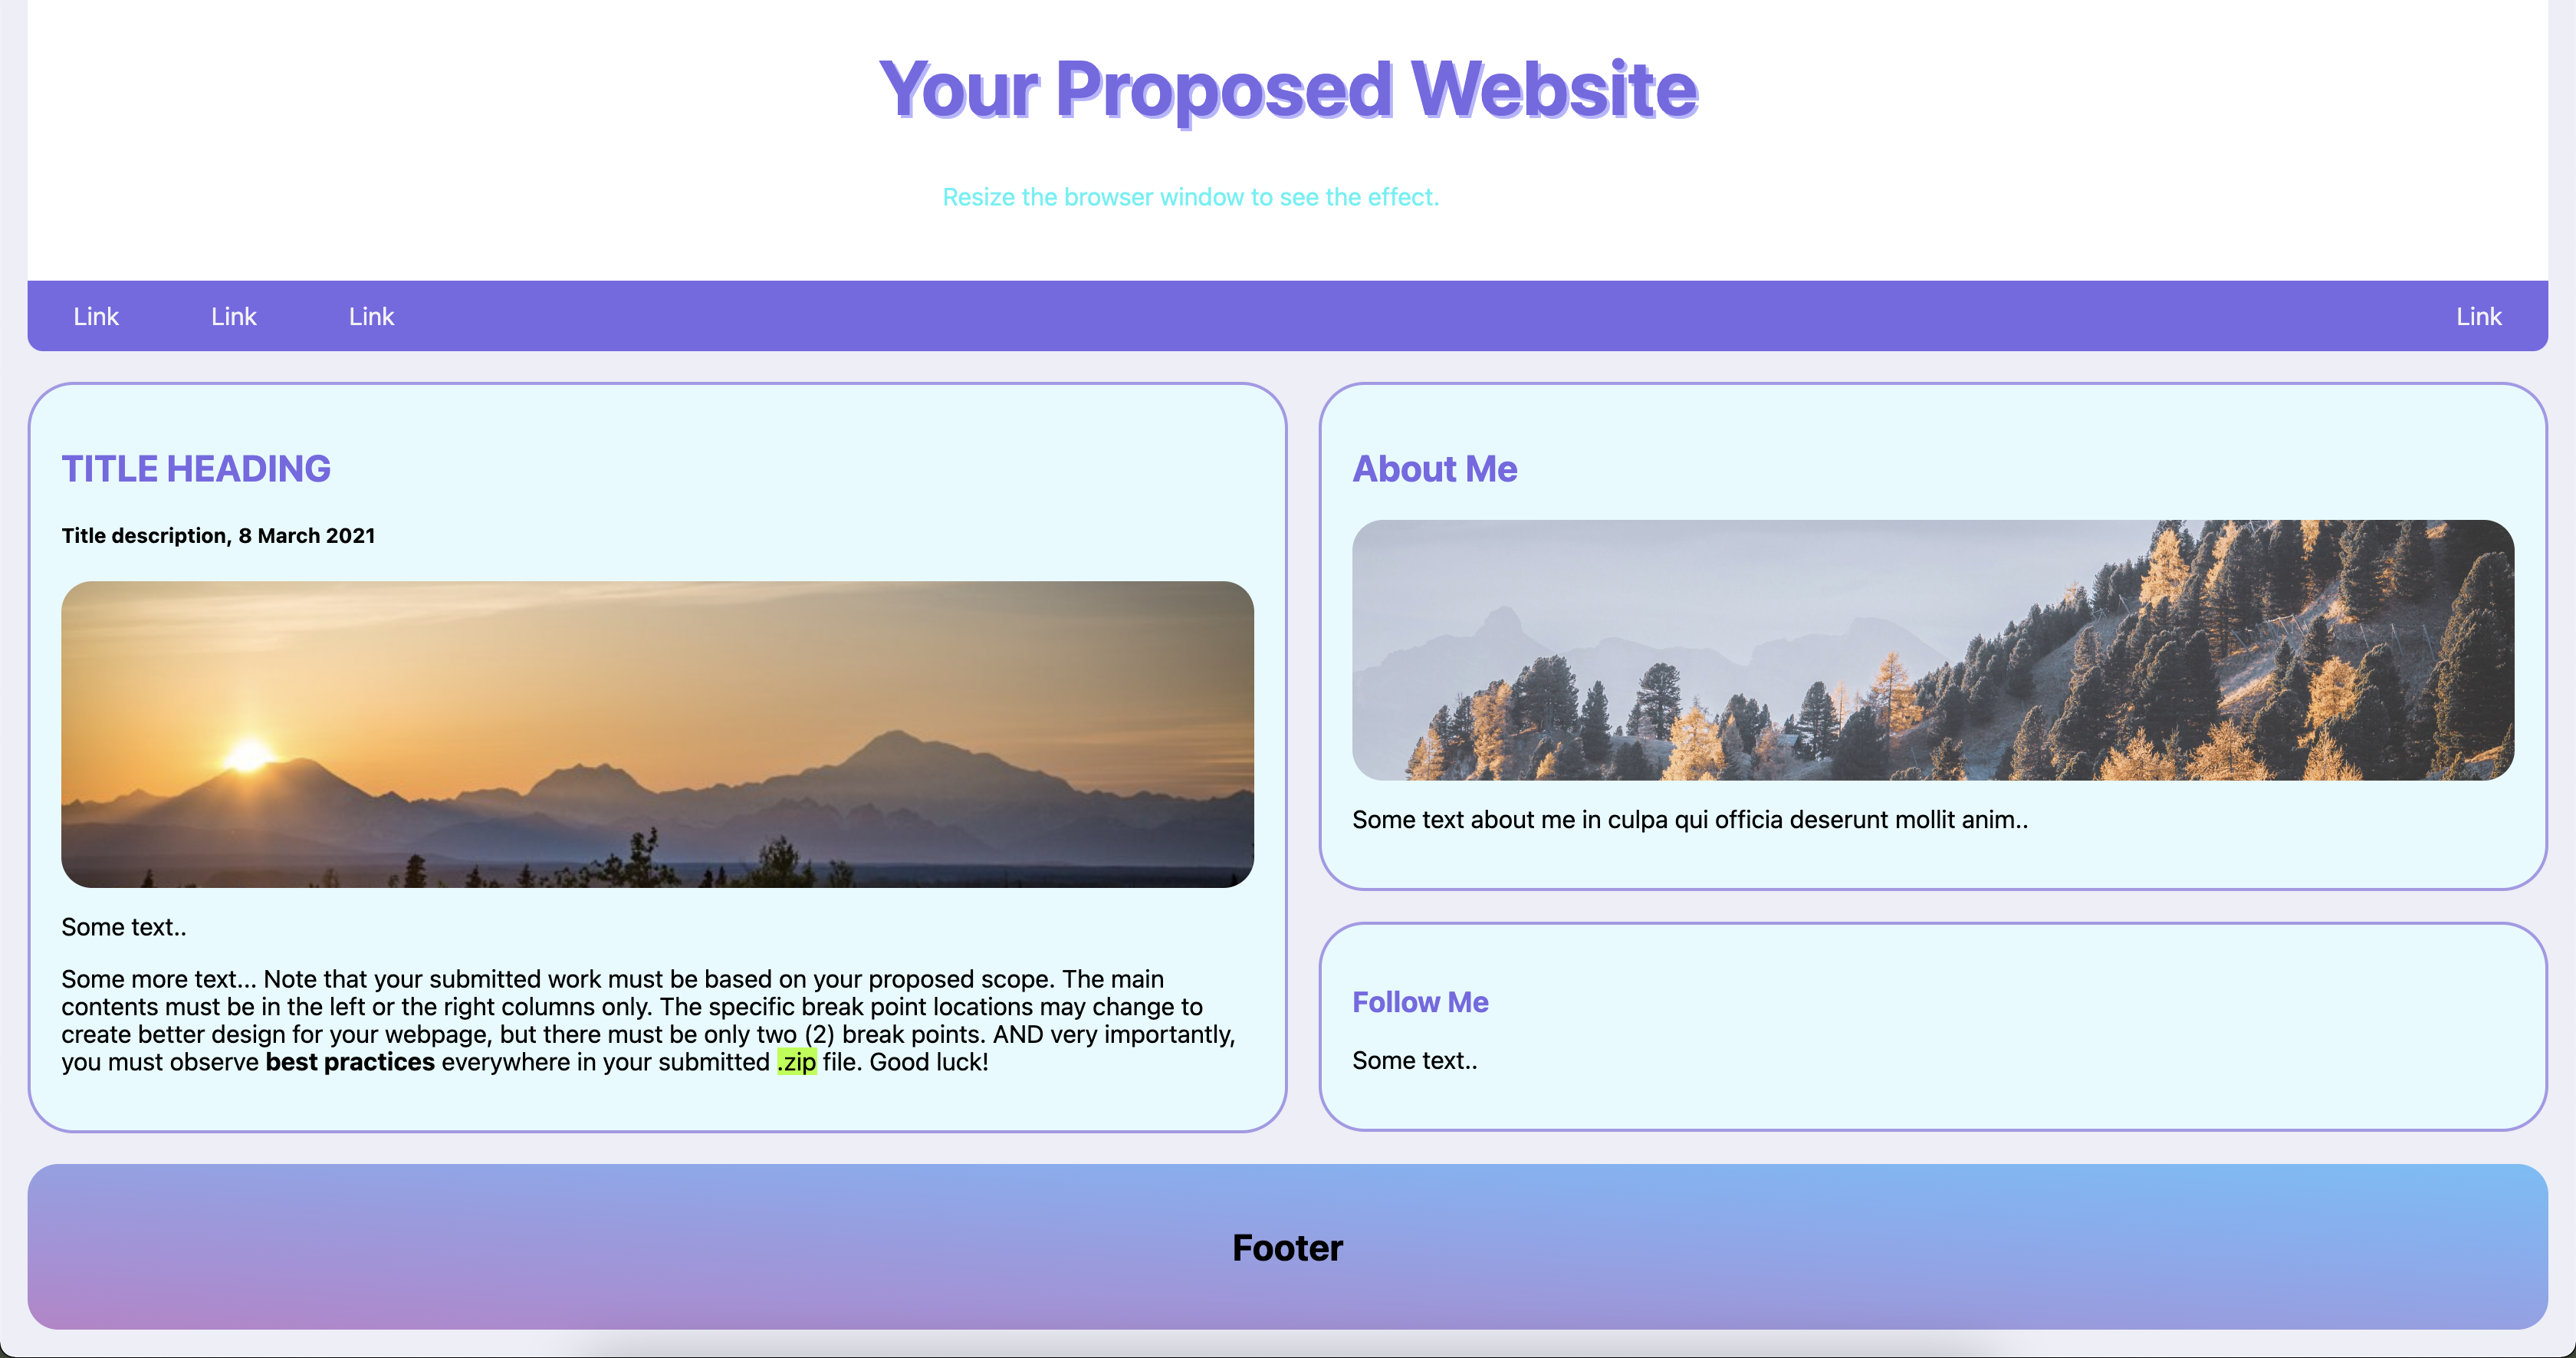 Your Proposed Website
Resize the browser window to see the effect.
Link Link Link Link
TITLE HEADING
Title description, 8 March 2021
Some text..
Some more text... Note that your submitted work must be based on your proposed scope. The main
contents must be in the left or the right columns only. The specific break point locations may change to
create better design for your webpage, but there must be only two (2) break points. AND very importantly,
you must observe best practices everywhere in your submitted .zip file. Good luck!
About Me
Some text about me in culpa qui officia deserunt mollit anim..
Follow Me
Some text..
Footer